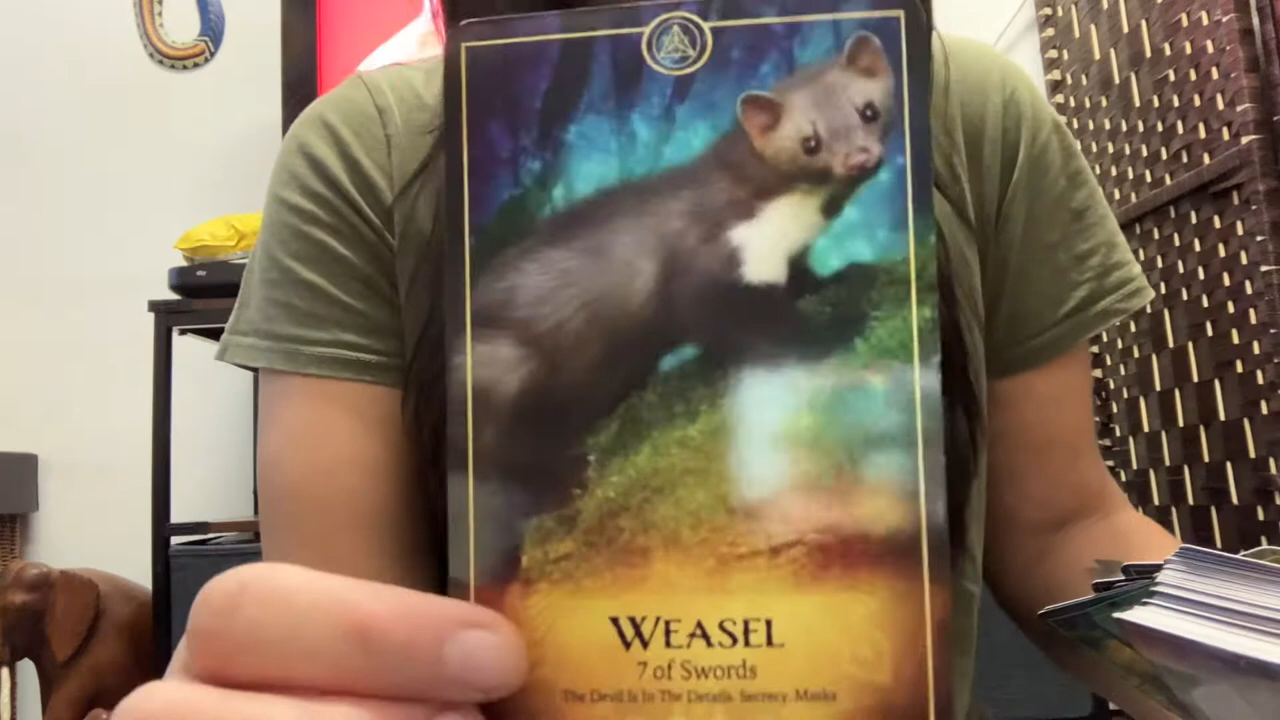 WEASEL
7 of Swords
The Devil Is In The Details. Secrecy. Masks